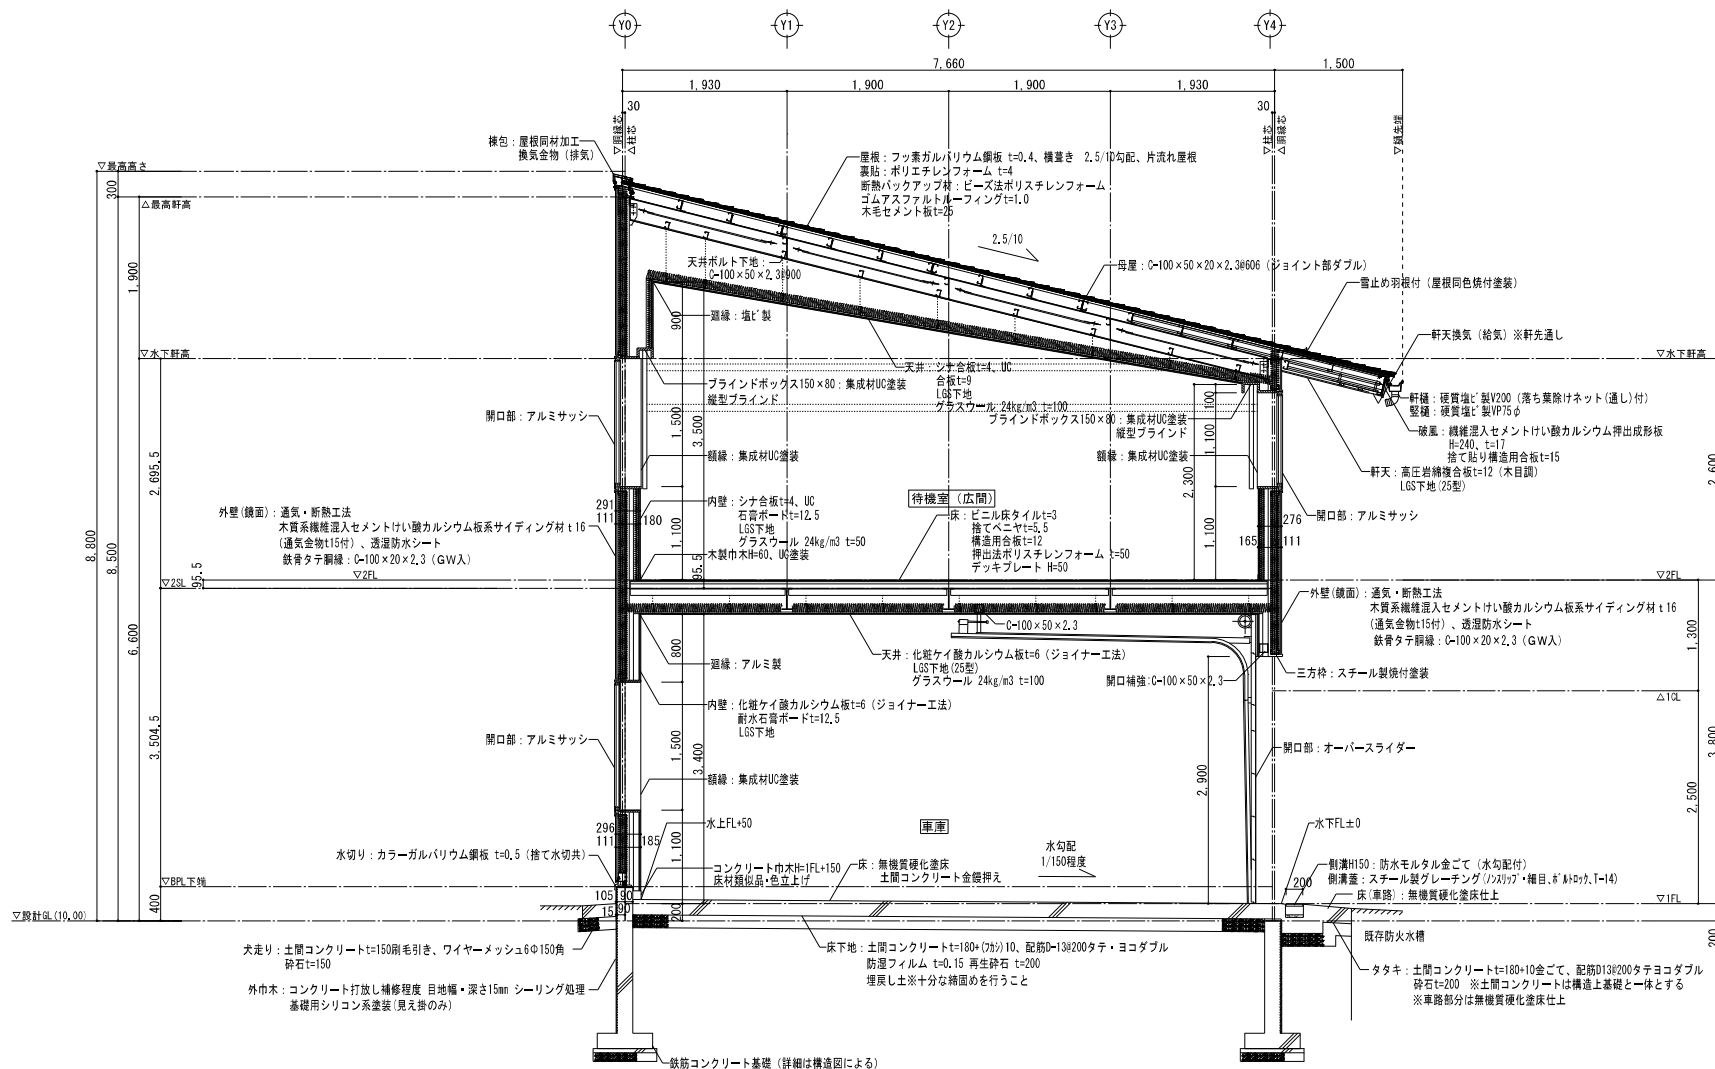 Y0
Y1
Y2
Y3
Y4
7,660
1,500
1,930
1,900
1,900
1,930
30
30
▽胴縁芯
△柱芯
▽柱芯
△胴縁芯
棟包：屋根同材加工
換気金物（排気）
▽最高高さ
300
△最高軒高
屋根：フッ素ガルバリウム鋼板 t=0.4、横葺き 2.5/10勾配、片流れ屋根
裏貼：ポリエチレンフォーム t=4
断熱バックアップ材：ビーズ法ポリスチレンフォーム
ゴムアスファルトルーフィングt=1.0
木毛セメント板t=25
2.5/10
天井ボルト下地：
C-100×50×2.3@900
母屋：C-100×50×20×2.3@606（ジョイント部ダブル）
雪止め羽根付（屋根同色焼付塗装）
1,900
900
廻縁：塩ビ製
軒天換気（給気）※軒先通し
▽水下軒高
▽水下軒高
天井：シナ合板t=4、UC
合板t=9
LGS下地
グラスウール 24kg/m3 t=100
ブラインドボックス150×80：集成材UC塗装
縦型ブラインド
ブラインドボックス150×80：集成材UC塗装
縦型ブラインド
軒樋：硬質塩ビ製V200（落ち葉除けネット(通し)付）
竪樋：硬質塩ビ製VP75φ
破風：繊維混入セメントけい酸カルシウム押出成形板
H=240、t=17
捨て貼り構造用合板t=15
軒天：高圧岩綿複合板t=12（木目調）
LGS下地(25型)
開口部：アルミサッシ
1,500
3,500
100
1,100
2,300
額縁：集成材UC塗装
額縁：集成材UC塗装
2,695.5
2,600
待機室（広間）
291
111
180
内壁：シナ合板t=4、UC
石膏ボードt=12.5
LGS下地
グラスウール 24kg/m3 t=50
木製巾木H=60、UC塗装
床：ビニル床タイルt=3
捨てベニヤt=5.5
構造用合板t=12
押出法ポリスチレンフォーム t=50
デッキプレート H=50
276
165
111
開口部：アルミサッシ
外壁(鏡面)：通気・断熱工法
木質系繊維混入セメントけい酸カルシウム板系サイディング材ｔ16
(通気金物t15付）、透湿防水シート
鉄骨タテ胴縁：C-100×20×2.3（GW入）
8,800
8,500
1,100
1,100
95.5
95.5
▽2FL
▽2SL
▽2FL
外壁(鏡面)：通気・断熱工法
木質系繊維混入セメントけい酸カルシウム板系サイディング材ｔ16
(通気金物t15付）、透湿防水シート
鉄骨タテ胴縁：C-100×20×2.3（GW入）
C-100×50×2.3
6,600
800
1,300
廻縁：アルミ製
天井：化粧ケイ酸カルシウム板t=6（ジョイナー工法）
LGS下地(25型)
グラスウール 24kg/m3 t=100
開口補強:C-100×50×2.3
三方枠：スチール製焼付塗装
△1CL
内壁：化粧ケイ酸カルシウム板t=6（ジョイナー工法）
耐水石膏ボードt=12.5
LGS下地
3,504.5
開口部：アルミサッシ
1,500
3,400
開口部：オーバースライダー
3,800
2,900
2,500
額縁：集成材UC塗装
296
111
185
水上FL+50
車庫
水下FL±0
1,100
水勾配
1/150程度
水切り：カラーガルバリウム鋼板 t=0.5（捨て水切共）
コンクリート巾木H=1FL+150
床材類似品・色立上げ
床：無機質硬化塗床
土間コンクリート金鏝押え
側溝H150：防水モルタル金ごて（水勾配付）
側溝蓋：スチール製グレーチング(ノンスリップ・細目、ボルトロック、T-14)
200
床(車路)：無機質硬化塗床仕上
▽BPL下端
105
90
400
15
90
200
▽1FL
▽設計GL(10.00)
200
既存防火水槽
犬走り：土間コンクリートt=150刷毛引き、ワイヤーメッシュ6Φ150角
砕石t=150
床下地：土間コンクリートt=180+(フカシ)10、配筋D-13@200タテ・ヨコダブル
防湿フィルム t=0.15 再生砕石 t=200
埋戻し土※十分な締固めを行うこと
タタキ：土間コンクリートt=180+10金ごて、配筋D13@200タテヨコダブル
砕石t=200 ※土間コンクリートは構造上基礎と一体とする
※車路部分は無機質硬化塗床仕上
外巾木：コンクリート打放し補修程度 目地幅・深さ15mm シーリング処理
基礎用シリコン系塗装(見え掛のみ)
鉄筋コンクリート基礎（詳細は構造図による）